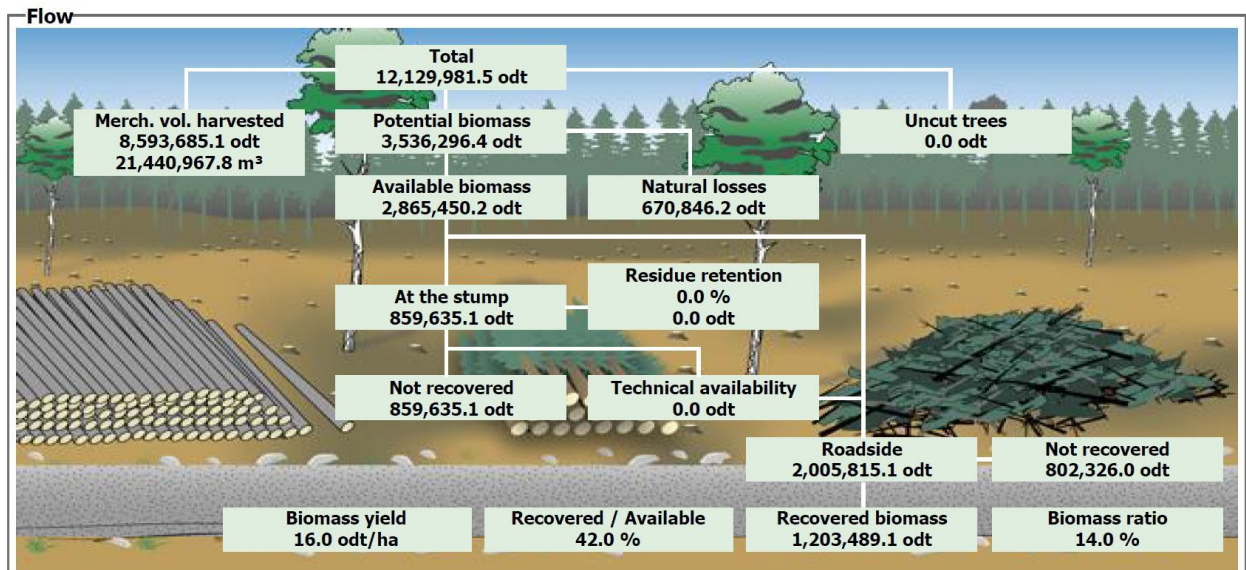 Flow
Total
12,129,981.5 odt
Merch. vol. harvested
8,593,685.1 odt
21,440,967.8 m³
Potential biomass
3,536,296.4 odt
Uncut trees
0.0 odt
Available biomass
2,865,450.2 odt
Natural losses
670,846.2 odt
Residue retention
0.0 %
0.0 odt
At the stump
859,635.1 odt
Not recovered
859,635.1 odt
Technical availability
0.0 odt
Roadside
2,005,815.1 odt
Not recovered
802,326.0 odt
Biomass yield
16.0 odt/ha
Recovered / Available
42.0 %
Recovered biomass
1,203,489.1 odt
Biomass ratio
14.0 %